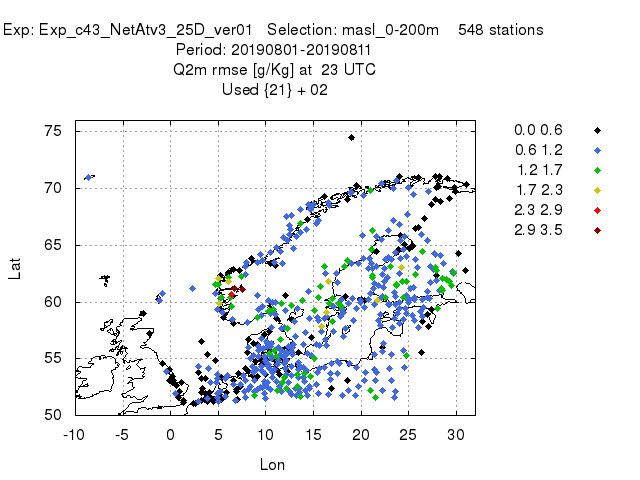 Exp: Exp_c43_NetAtv3_25D_ver01 Selection: masl_0-200m 548 stations
Period: 20190801-20190811
Q2m rmse [g/Kg] at 23 UTC
Used {21} + 02
0.0 0.6
0.6 1.2
1.2 1.7
1.7 2.3
2.3 2.9
2.9 3.5
75
70
65
60
55
50
Lat
-10 -5 0 5 10 15 20 25 30
Lon